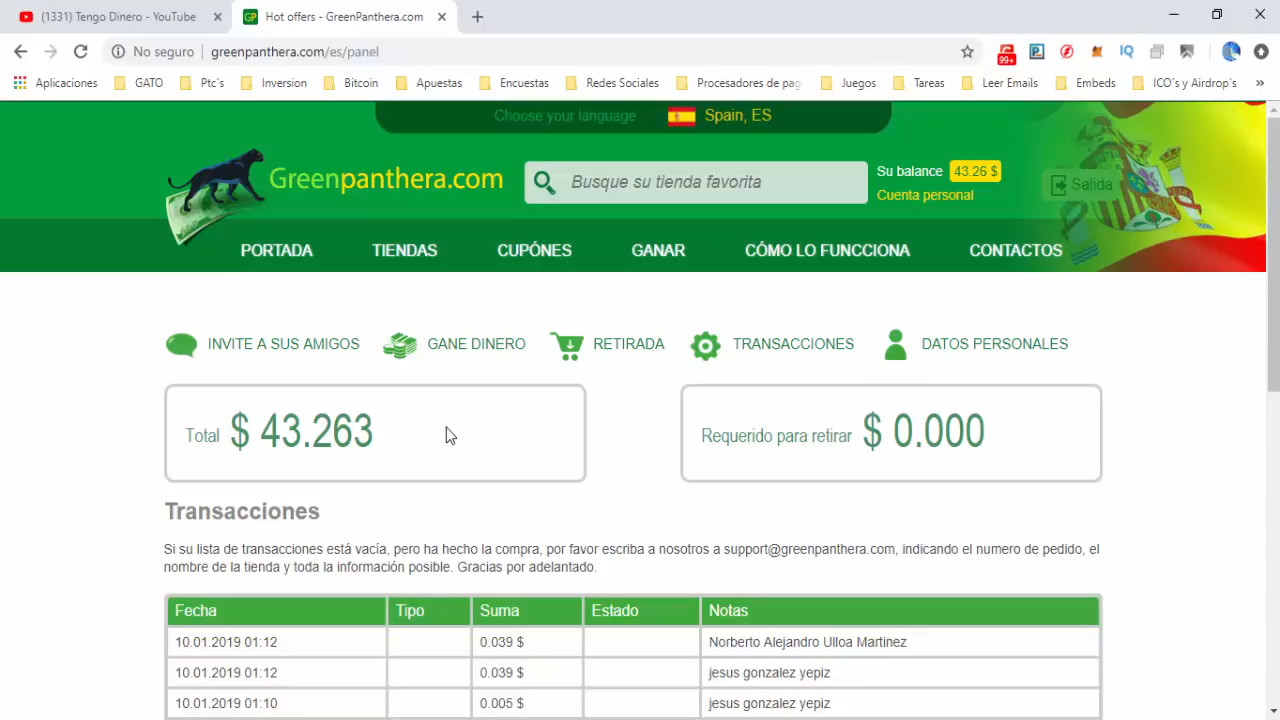 (1331) Tengo Dinero - YouTube
Hot offers - GreenPanthera.com
No seguro
greenpanthera.com/es/panel
99+
IQ
Aplicaciones
GATO
Ptc´s
Inversion
Bitcoin
Apuestas
Encuestas
Redes Sociales
Procesadores de pag
Juegos
Tareas
Leer Emails
Embeds
ICO´s y Airdrop´s
»
Choose your language
Spain, ES
Greenpanthera.com
Busque su tienda favorita
Su balance 43.26 $
Cuenta personal
Salida
PORTADA
TIENDAS
CUPÓNES
GANAR
CÓMO LO FUNCCIONA
CONTACTOS
INVITE A SUS AMIGOS
GANE DINERO
RETIRADA
TRANSACCIONES
DATOS PERSONALES
Total $ 43.263
Requerido para retirar $ 0.000
Transacciones
Si su lista de transacciones está vacía, pero ha hecho la compra, por favor escriba a nosotros a support@greenpanthera.com, indicando el numero de pedido, el
nombre de la tienda y toda la información posible. Gracias por adelantado.
Fecha Tipo Suma Estado Notas
10.01.2019 01:12 0.039 $ Norberto Alejandro Ulloa Martinez
10.01.2019 01:12 0.039 $ jesus gonzalez yepiz
10.01.2019 01:10 0.005 $ jesus gonzalez yepiz